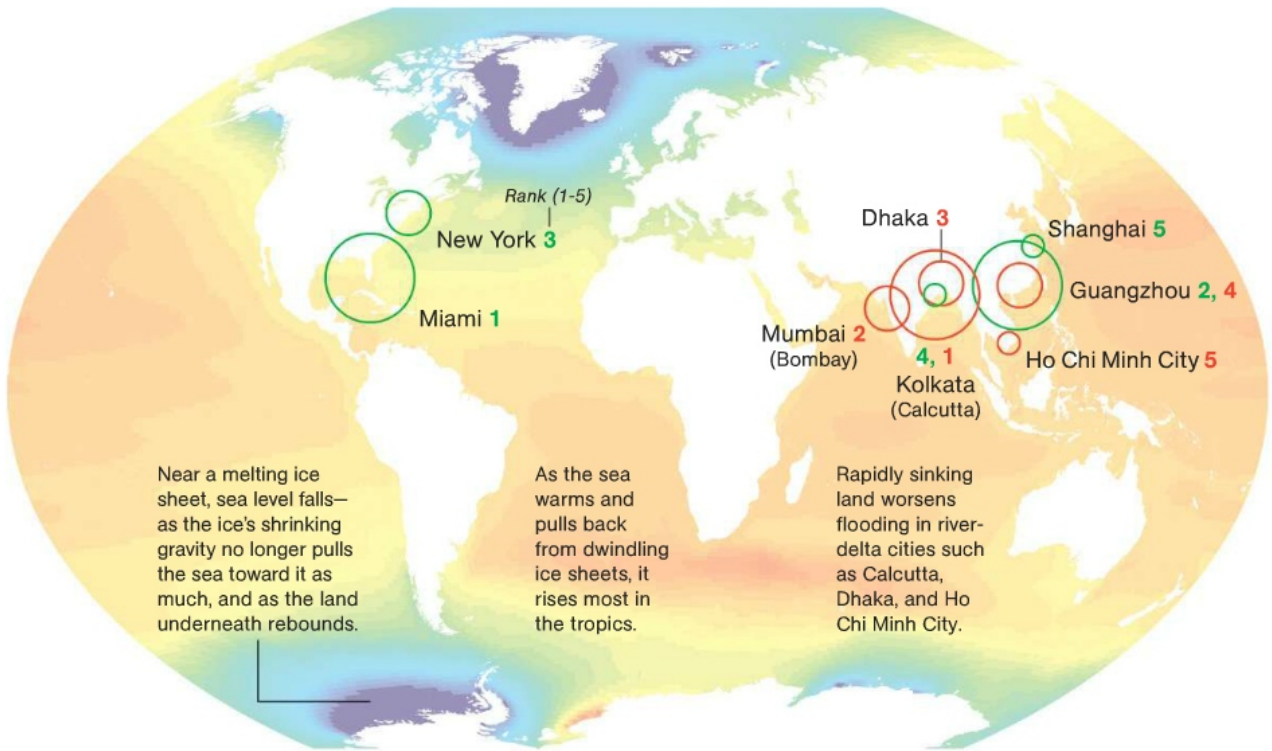 Rank (1-5)
New York 3
Miami 1
Dhaka 3
Shanghai 5
Guangzhou 2, 4
Mumbai 2
(Bombay)
4, 1
Kolkata
(Calcutta)
Ho Chi Minh City 5
Near a melting ice
sheet, sea level falls—
as the ice's shrinking
gravity no longer pulls
the sea toward it as
much, and as the land
underneath rebounds.
As the sea
warms and
pulls back
from dwindling
ice sheets, it
rises most in
the tropics.
Rapidly sinking
land worsens
flooding in river-
delta cities such
as Calcutta,
Dhaka, and Ho
Chi Minh City.